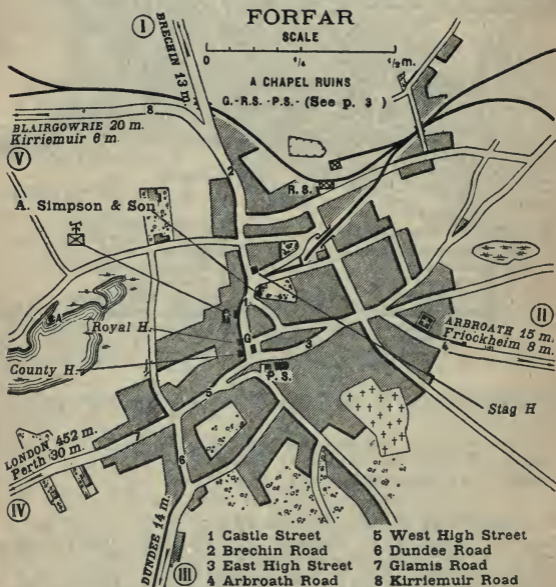 FORFAR
SCALE
0 1/4 1/2 m.
A CHAPEL RUINS
G.-R.S.-P.S.- (See p. 3)
I
BRECHIN 13 m.
8
BLAIRGOWRIE 20 m.
Kirriemuir 6 m.
V
2
R.S.
A. Simpson & Son
A
1
G
G
Royal H.
3
County H.
P.S.
5
II
ARBROATH 15 m.
Friockheim 8 m.
4
Stag H
LONDON 452 m.
Perth 30 m.
7
6
IV
DUNDEE 14 m.
III
1 Castle Street
2 Brechin Road
3 East High Street
4 Arbroath Road
5 West High Street
6 Dundee Road
7 Glamis Road
8 Kirriemuir Road